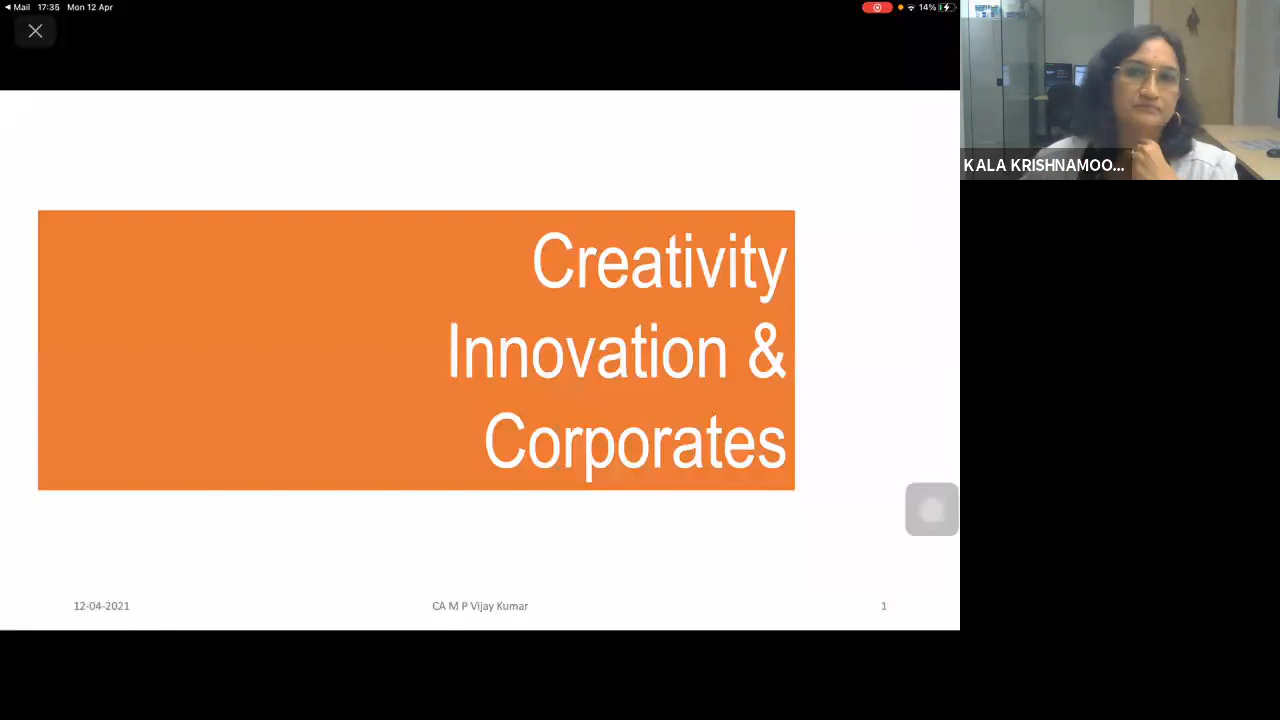 Mail 17:35 Mon 12 Apr
14%
KALA KRISHNAMOO...
Creativity
Innovation &
Corporates
12-04-2021
CA M P Vijay Kumar
1